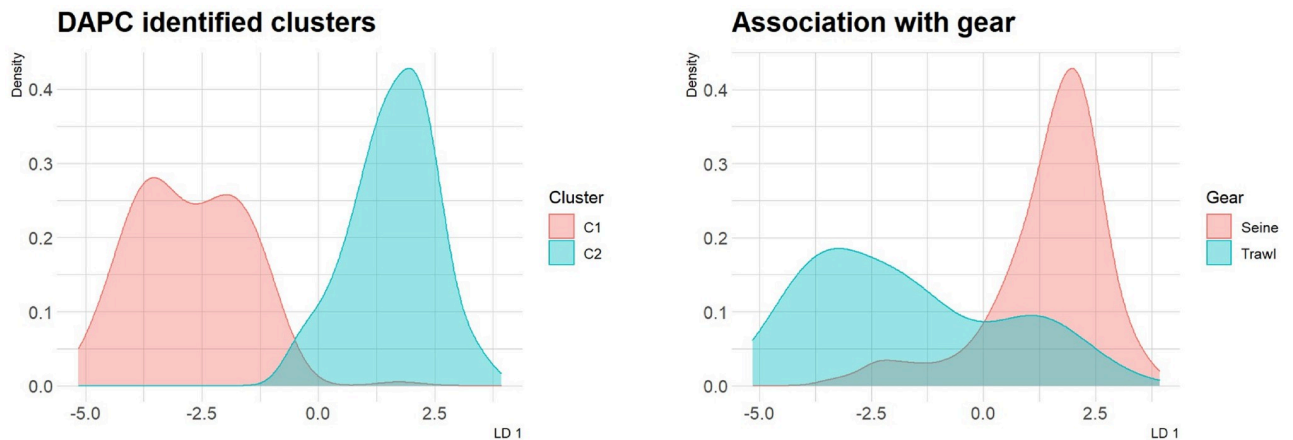 DAPC identified clusters
Density
0.4
0.3
0.2
0.1
0.0
-5.0 -2.5 0.0 2.5
LD 1
Cluster
C1
C2
Association with gear
Density
0.4
0.3
0.2
0.1
0.0
-5.0 -2.5 0.0 2.5
LD 1
Gear
Seine
Trawl